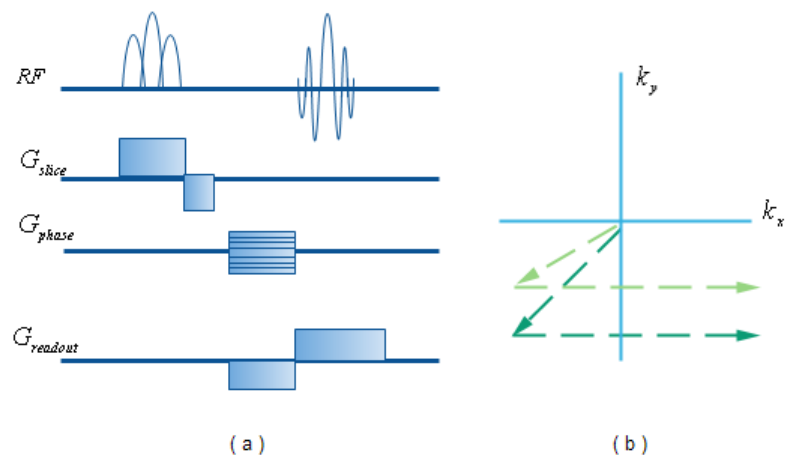 RF
G_slice
G_phase
G_readout
( a )
k_y
k_x
( b )